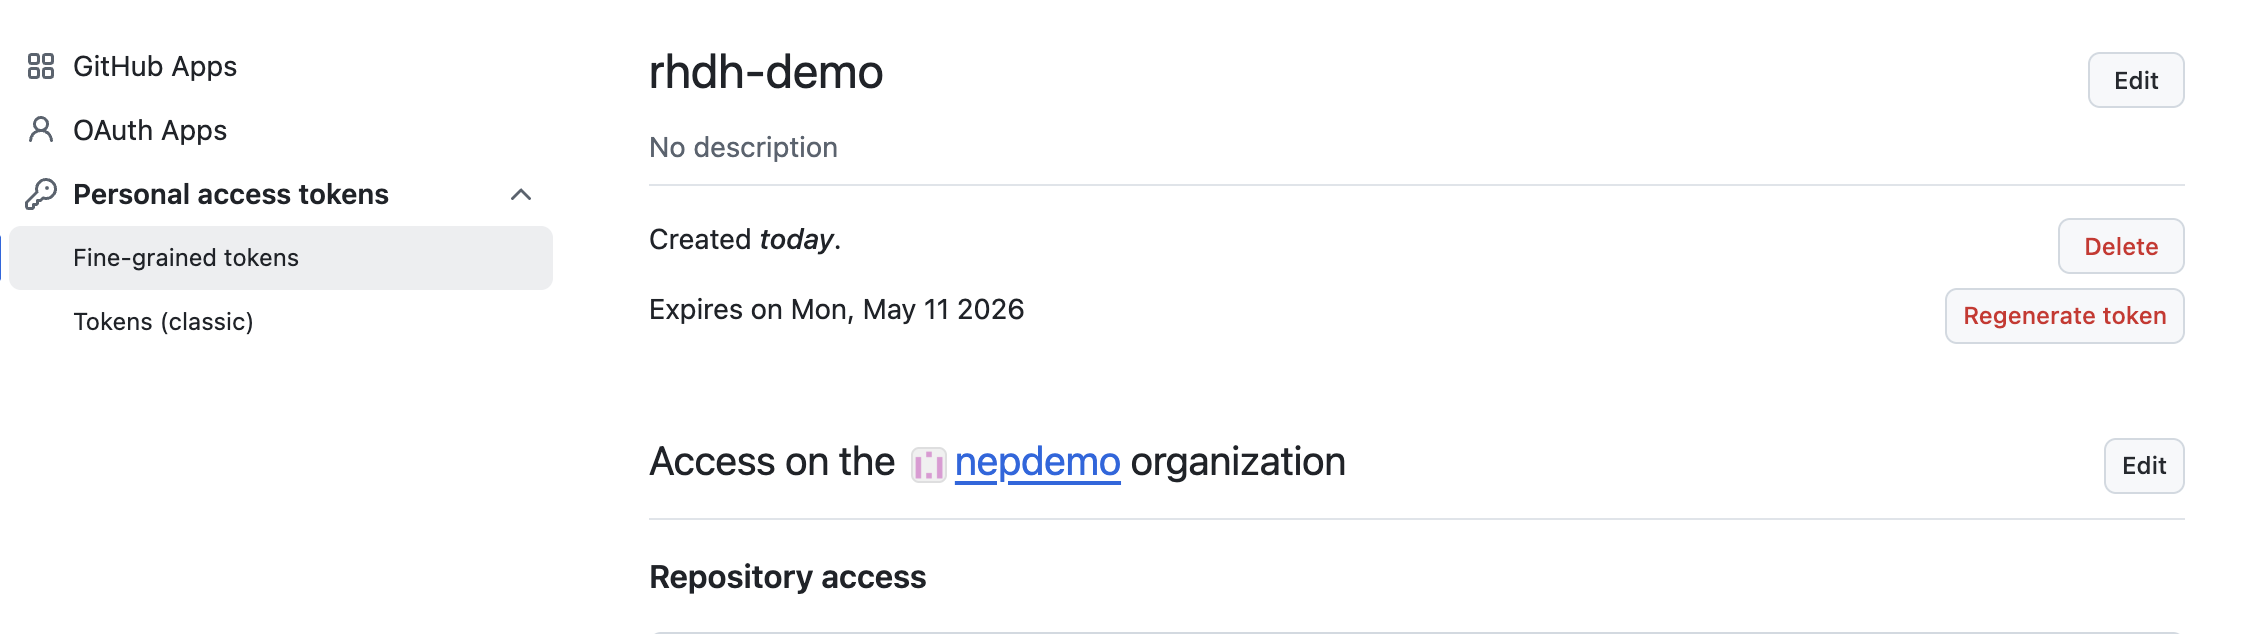 GitHub Apps
OAuth Apps
Personal access tokens
Fine-grained tokens
Tokens (classic)
rhdh-demo
Edit
No description
Created today.
Delete
Expires on Mon, May 11 2026
Regenerate token
Access on the nepdemo organization
Edit
Repository access